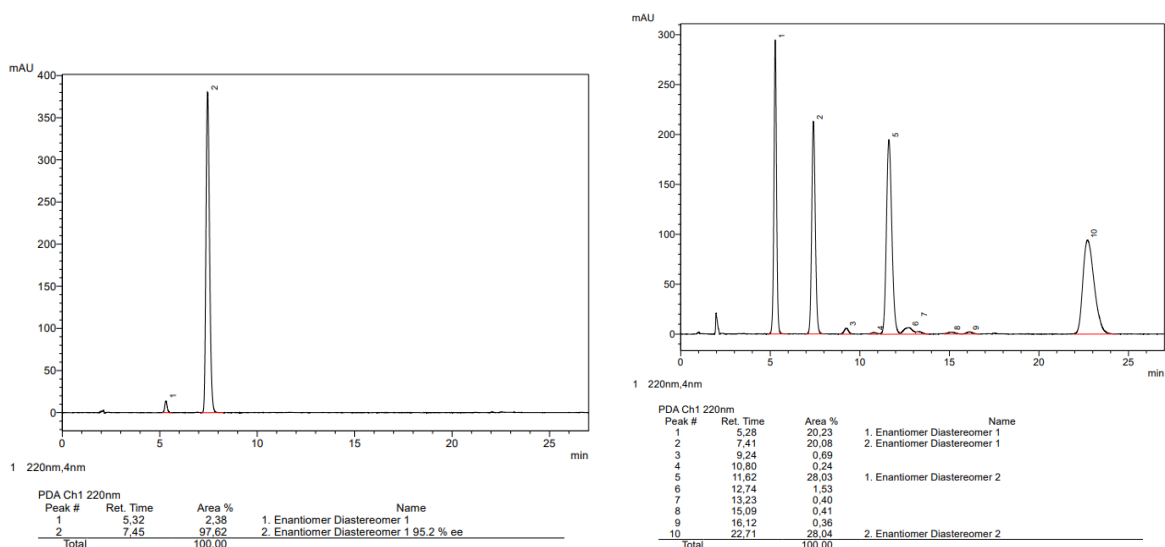 mAU
400
350
300
250
200
150
100
50
0
1
2
0 5 10 15 20 25
min
1 220nm,4nm
PDA Ch1 220nm
Peak # Ret. Time Area % Name
1 5,32 2,38 1. Enantiomer Diastereomer 1
2 7,45 97,62 2. Enantiomer Diastereomer 1 95.2 % ee
Total 100,00
mAU
300
250
200
150
100
50
0
1
2
3
4
5
6
7
8
9
10
0 5 10 15 20 25
min
1 220nm,4nm
PDA Ch1 220nm
Peak # Ret. Time Area % Name
1 5,28 20,23 1. Enantiomer Diastereomer 1
2 7,41 20,08 2. Enantiomer Diastereomer 1
3 9,24 0,69
4 10,80 0,24
5 11,62 28,03 1. Enantiomer Diastereomer 2
6 12,74 1,53
7 13,23 0,40
8 15,09 0,41
9 16,12 0,36
10 22,71 28,04 2. Enantiomer Diastereomer 2
Total 100,00